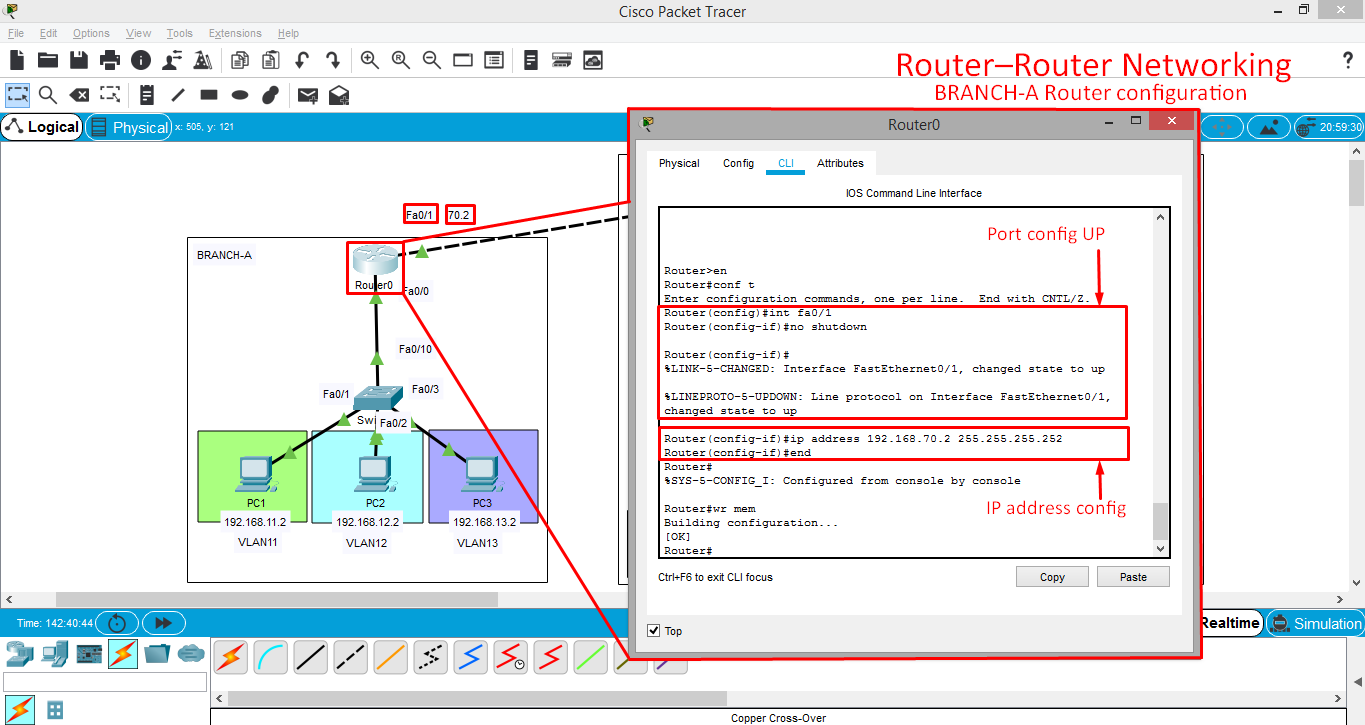 Cisco Packet Tracer
File Edit Options View Tools Extensions Help
Router–Router Networking
BRANCH-A Router configuration
?
Logical
Physical
x: 505, y: 121
20:59:30
Router0
Physical Config CLI Attributes
IOS Command Line Interface
Port config UP
Router>en
Router#conf t
Enter configuration commands, one per line. End with CNTL/Z.
Router(config)#int fa0/1
Router(config-if)#no shutdown
Router(config-if)#
%LINK-5-CHANGED: Interface FastEthernet0/1, changed state to up
%LINEPROTO-5-UPDOWN: Line protocol on Interface FastEthernet0/1,
changed state to up
Router(config-if)#ip address 192.168.70.2 255.255.255.252
Router(config-if)#end
Router#
%SYS-5-CONFIG_I: Configured from console by console
Router#wr mem
Building configuration...
[OK]
Router#
IP address config
Ctrl+F6 to exit CLI focus
Copy
Paste
Top
Fa0/1
70.2
BRANCH-A
Router0
Fa0/0
Fa0/10
Fa0/1
Fa0/3
Swi
Fa0/2
PC1
192.168.11.2
VLAN11
PC2
192.168.12.2
VLAN12
PC3
192.168.13.2
VLAN13
Time: 142:40:44
Realtime
Simulation
Copper Cross-Over